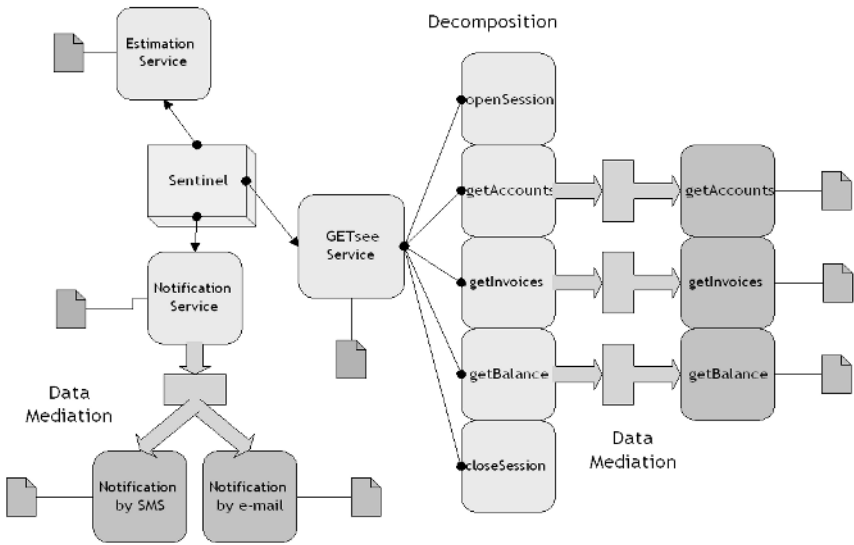 Decomposition
Estimation
Service
openSession
Sentinel
getAccounts
getAccounts
GETsee
Service
Notification
Service
getInvoices
getInvoices
getBalance
getBalance
Data
Mediation
Data
Mediation
closeSession
Notification
by SMS
Notification
by e-mail